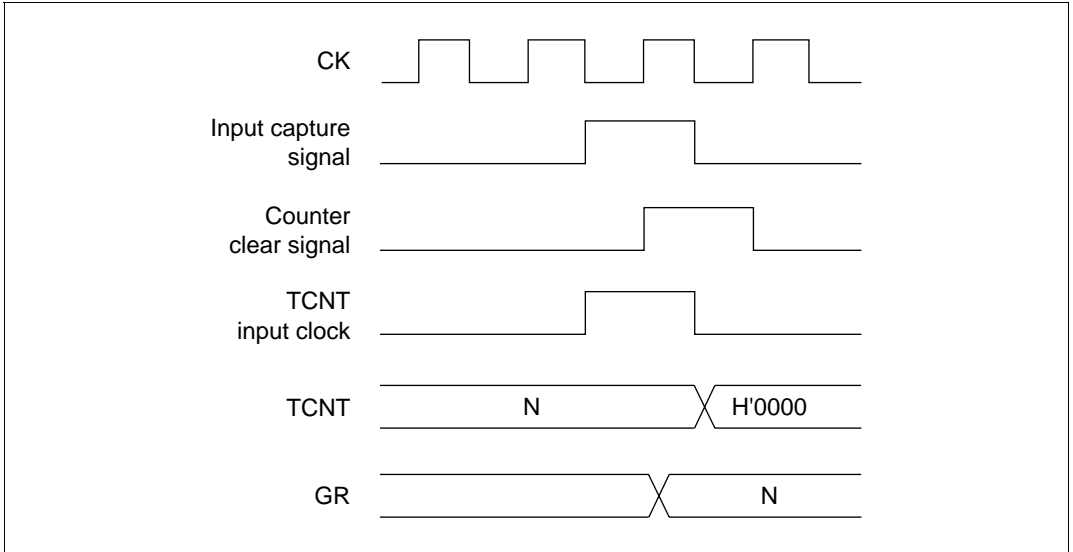 CK
Input capture
signal
Counter
clear signal
TCNT
input clock
TCNT
N
H'0000
GR
N